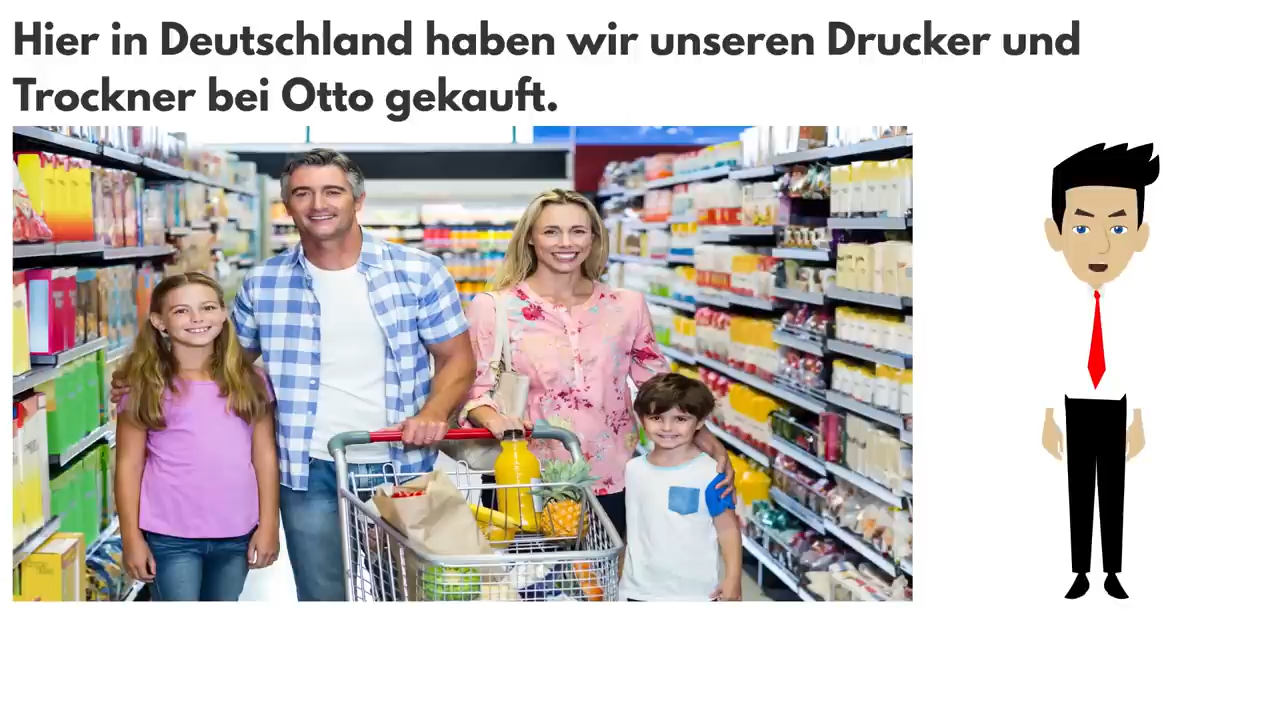 Hier in Deutschland haben wir unseren Drucker und
Trockner bei Otto gekauft.